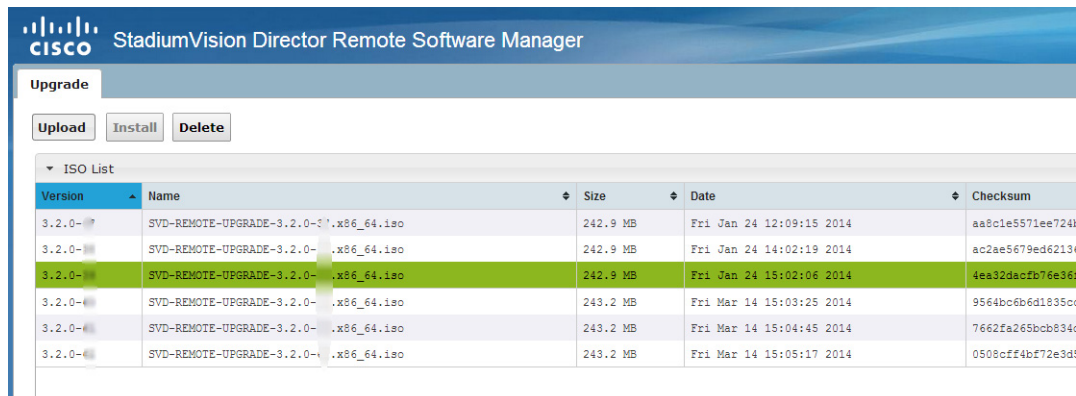 CISCO StadiumVision Director Remote Software Manager
Upgrade
Upload Install Delete
ISO List
Version Name Size Date Checksum
3.2.0- SVD-REMOTE-UPGRADE-3.2.0-3 .x86_64.iso 242.9 MB Fri Jan 24 12:09:15 2014 aa8c1e5571ee724
3.2.0- SVD-REMOTE-UPGRADE-3.2.0- .x86_64.iso 242.9 MB Fri Jan 24 14:02:19 2014 ac2ae5679ed6213
3.2.0- SVD-REMOTE-UPGRADE-3.2.0- .x86_64.iso 242.9 MB Fri Jan 24 15:02:06 2014 4ea32dacfb76e36
3.2.0- SVD-REMOTE-UPGRADE-3.2.0- .x86_64.iso 243.2 MB Fri Mar 14 15:03:25 2014 9564bc6b6d1835c
3.2.0- SVD-REMOTE-UPGRADE-3.2.0- .x86_64.iso 243.2 MB Fri Mar 14 15:04:45 2014 7662fa265bcb834
3.2.0- SVD-REMOTE-UPGRADE-3.2.0- .x86_64.iso 243.2 MB Fri Mar 14 15:05:17 2014 0508cff4bf72e3d